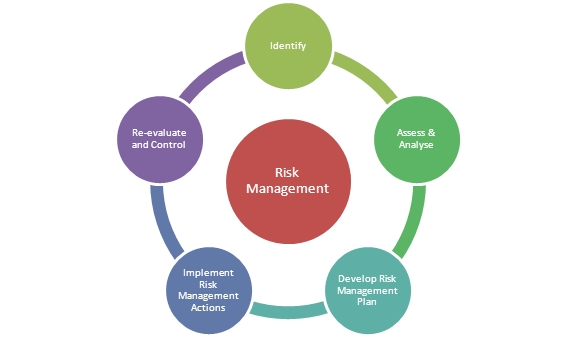 Identify
Assess &
Analyse
Develop Risk
Management
Plan
Implement
Risk
Management
Actions
Re-evaluate
and Control
Risk
Management